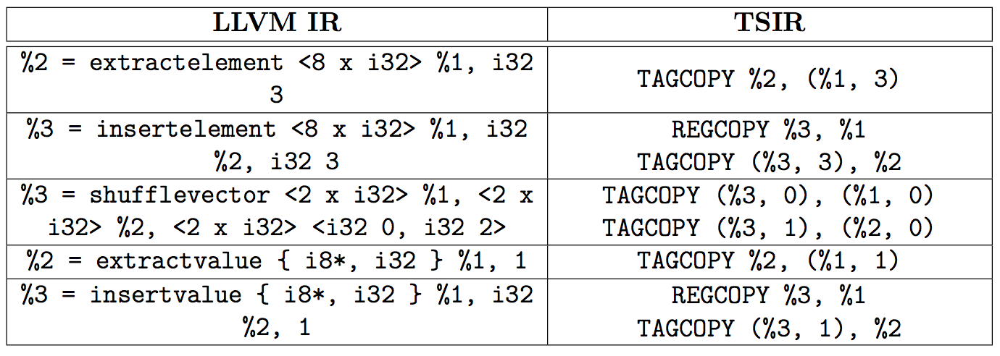 LLVM IR
TSIR
%2 = extractelement <8 x i32> %1, i32
3
TAGCOPY %2, (%1, 3)
%3 = insertelement <8 x i32> %1, i32
%2, i32 3
REGCOPY %3, %1
TAGCOPY (%3, 3), %2
%3 = shufflevector <2 x i32> %1, <2 x
i32> %2, <2 x i32> <i32 0, i32 2>
TAGCOPY (%3, 0), (%1, 0)
TAGCOPY (%3, 1), (%2, 0)
%2 = extractvalue { i8*, i32 } %1, 1
TAGCOPY %2, (%1, 1)
%3 = insertvalue { i8*, i32 } %1, i32
%2, 1
REGCOPY %3, %1
TAGCOPY (%3, 1), %2